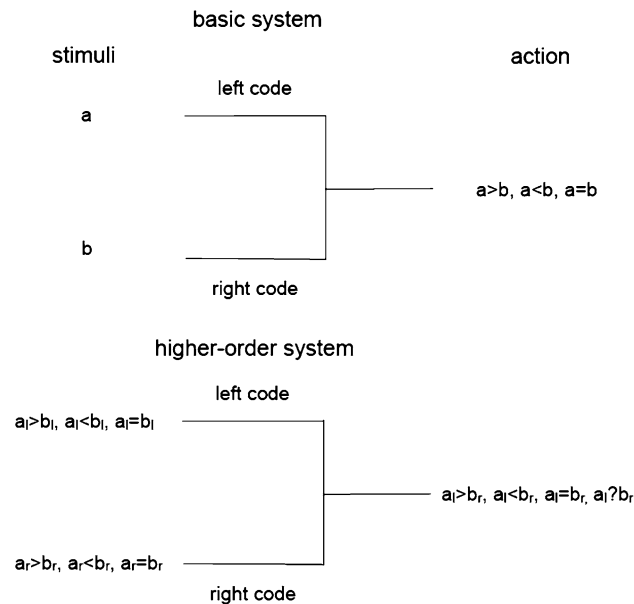 basic system
stimuli action
left code
a
a>b, a<b, a=b
b
right code
higher-order system
left code
aₗ>bₗ, aₗ<bₗ, aₗ=bₗ
aₗ>bᵣ, aₗ<bᵣ, aₗ=bᵣ, aₗ?bᵣ
aᵣ>bᵣ, aᵣ<bᵣ, aᵣ=bᵣ
right code